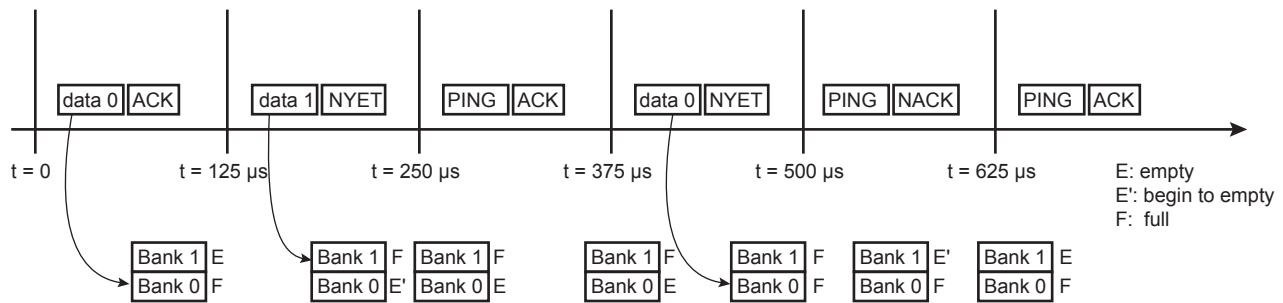 data 0 ACK data 1 NYET PING ACK data 0 NYET PING NACK PING ACK
t = 0 t = 125 μs t = 250 μs t = 375 μs t = 500 μs t = 625 μs
E: empty
E': begin to empty
F: full
Bank 1 E Bank 1 F Bank 1 F Bank 1 F Bank 1 F Bank 1 E' Bank 1 E
Bank 0 F Bank 0 E' Bank 0 E Bank 0 E Bank 0 F Bank 0 F Bank 0 F